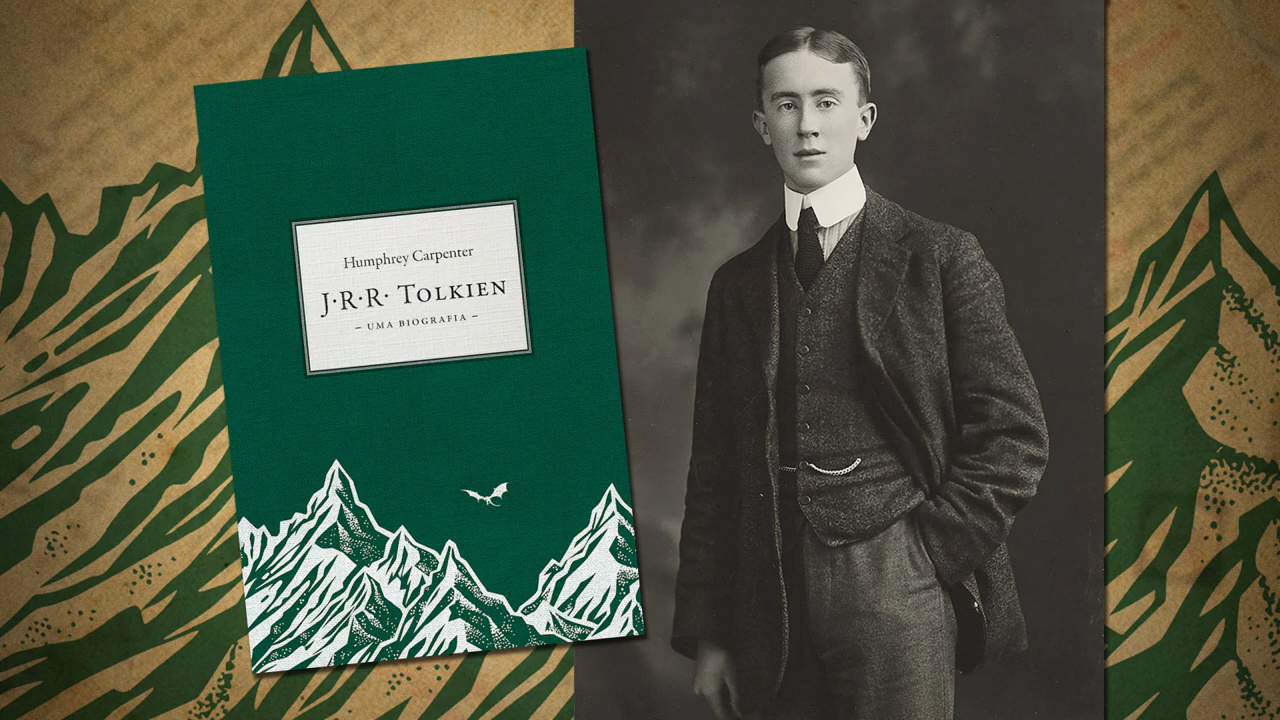 Humphrey Carpenter
J·R·R· TOLKIEN
– UMA BIOGRAFIA –